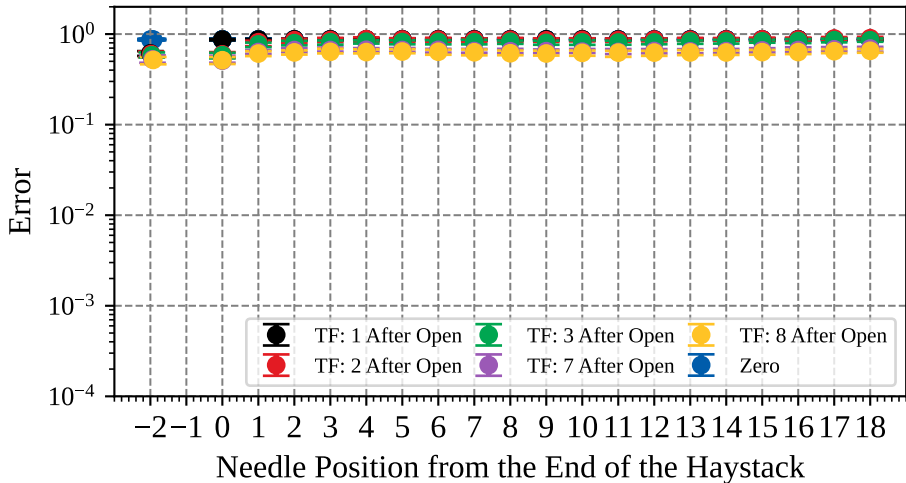 10⁰
10⁻¹
10⁻²
10⁻³
10⁻⁴
Error
TF: 1 After Open
TF: 2 After Open
TF: 3 After Open
TF: 7 After Open
TF: 8 After Open
Zero
−2 −1 0 1 2 3 4 5 6 7 8 9 10 11 12 13 14 15 16 17 18
Needle Position from the End of the Haystack